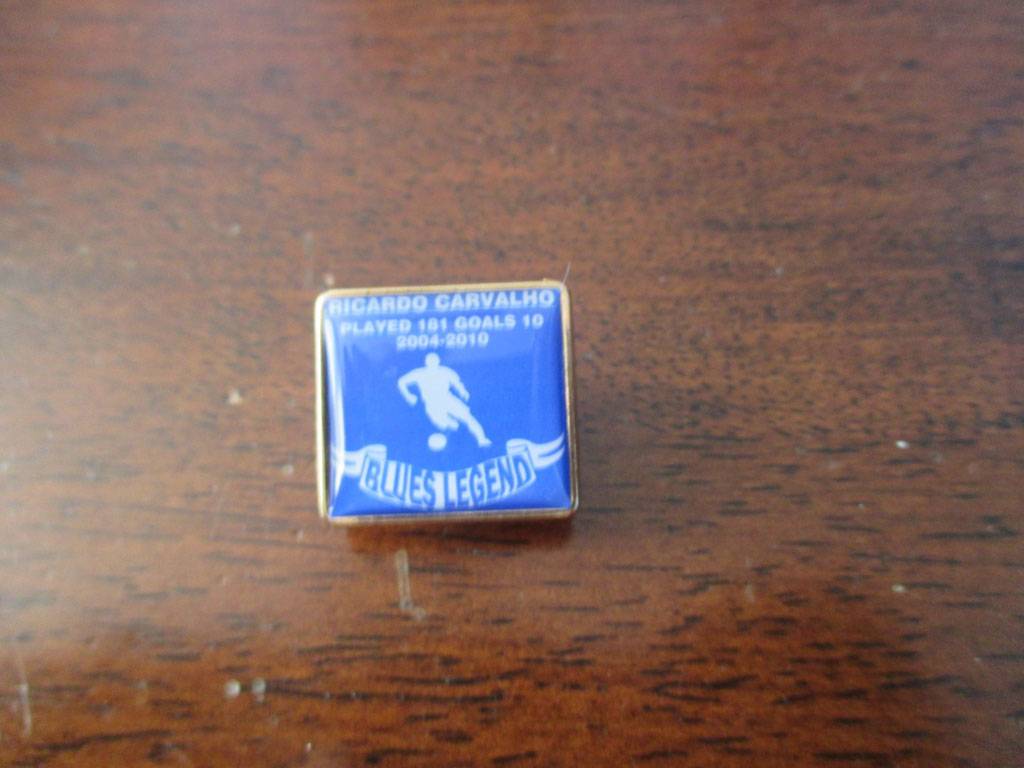 RICARDO CARVALHO
PLAYED 181 GOALS 10
2004-2010
BLUES LEGEND